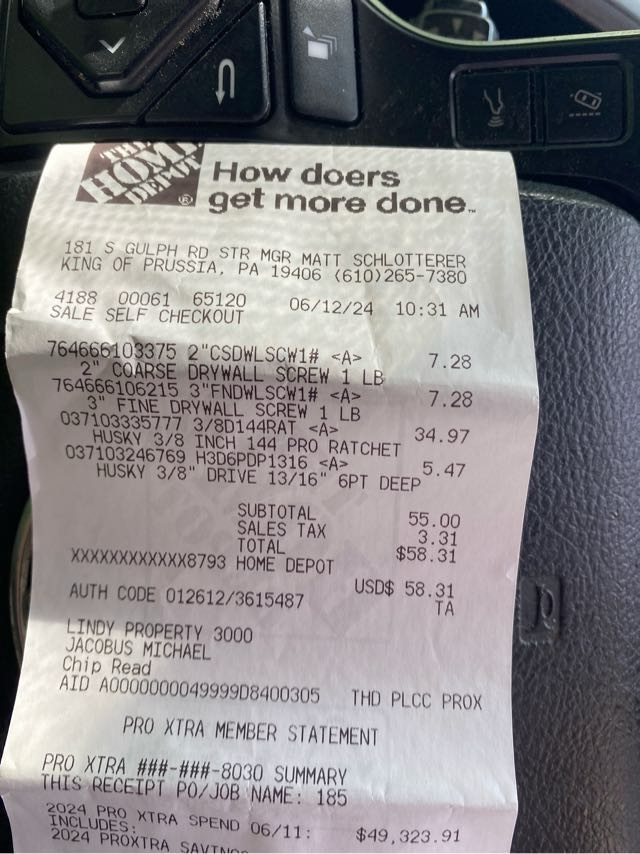 THE
HOME
DEPOT
®
How doers
get more done.™
181 S GULPH RD STR MGR MATT SCHLOTTERER
KING OF PRUSSIA, PA 19406 (610)265-7380
4188 00061 65120 06/12/24 10:31 AM
SALE SELF CHECKOUT
764666103375 2"CSDWLSCW1# <A> 7.28
2" COARSE DRYWALL SCREW 1 LB
764666106215 3"FNDWLSCW1# <A> 7.28
3" FINE DRYWALL SCREW 1 LB
037103335777 3/8D144RAT <A> 34.97
HUSKY 3/8 INCH 144 PRO RATCHET
037103246769 H3D6PDP1316 <A> 5.47
HUSKY 3/8" DRIVE 13/16" 6PT DEEP
SUBTOTAL 55.00
SALES TAX 3.31
TOTAL $58.31
XXXXXXXXXXXX8793 HOME DEPOT
USD$ 58.31
AUTH CODE 012612/3615487 TA
LINDY PROPERTY 3000
JACOBUS MICHAEL
Chip Read
AID A0000000049999D8400305 THD PLCC PROX
PRO XTRA MEMBER STATEMENT
PRO XTRA ###-###-8030 SUMMARY
THIS RECEIPT PO/JOB NAME: 185
2024 PRO XTRA SPEND 06/11: $49,323.91
INCLUDES:
2024 PROXTRA SAVINGS